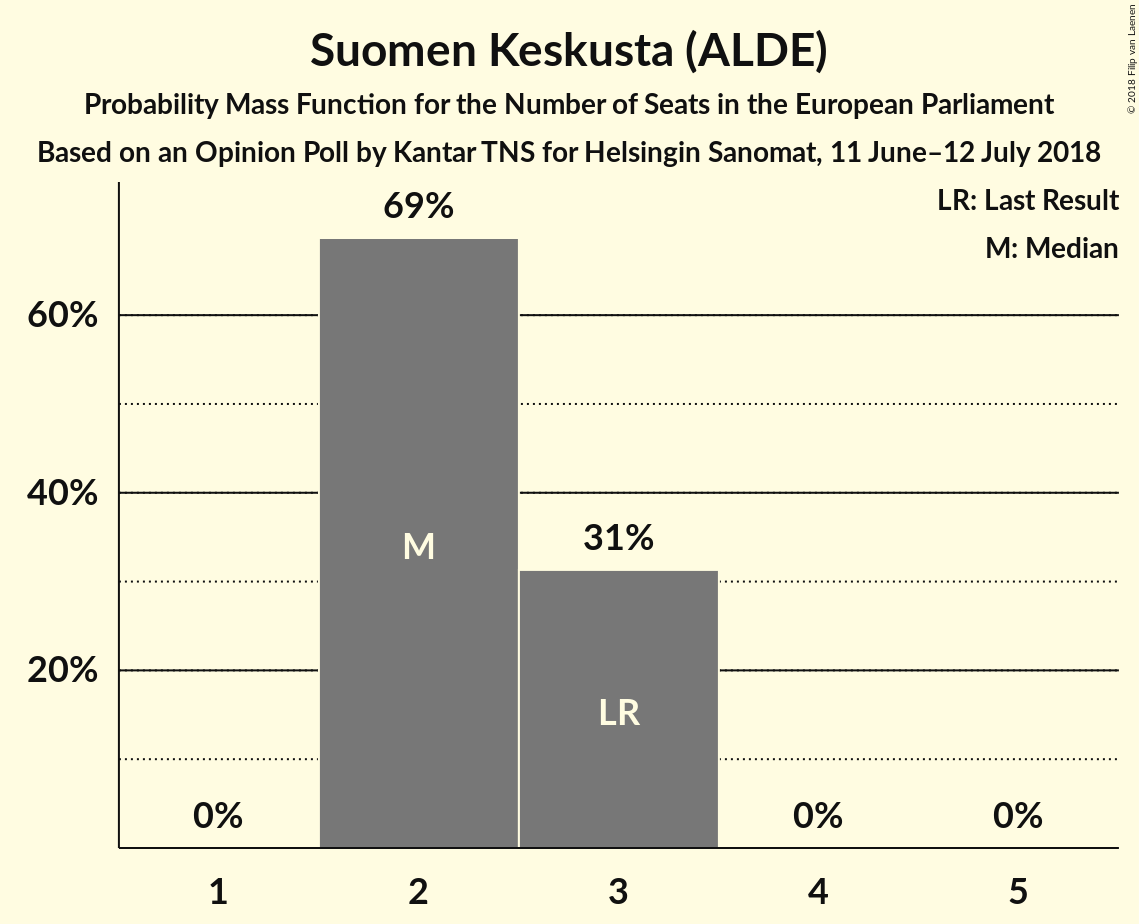 Suomen Keskusta (ALDE)
Probability Mass Function for the Number of Seats in the European Parliament
Based on an Opinion Poll by Kantar TNS for Helsingin Sanomat, 11 June–12 July 2018
© 2018 Filip van Laenen
LR: Last Result
M: Median
69%
60%
40%
31%
M
20%
LR
0%
0%
0%
1
2
3
4
5